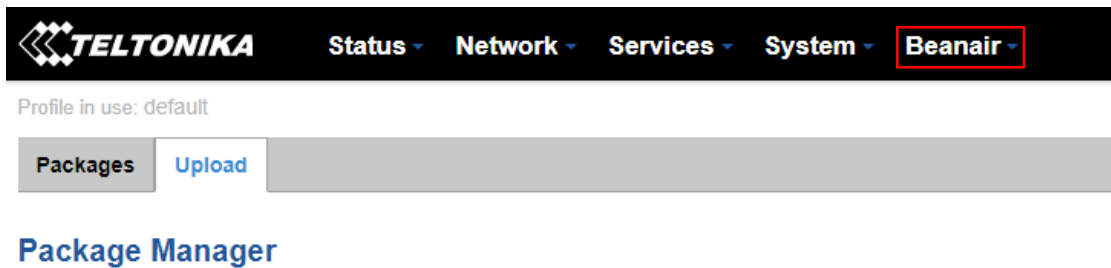 TELTONIKA Status Network Services System Beanair
Profile in use: default
Packages Upload
Package Manager